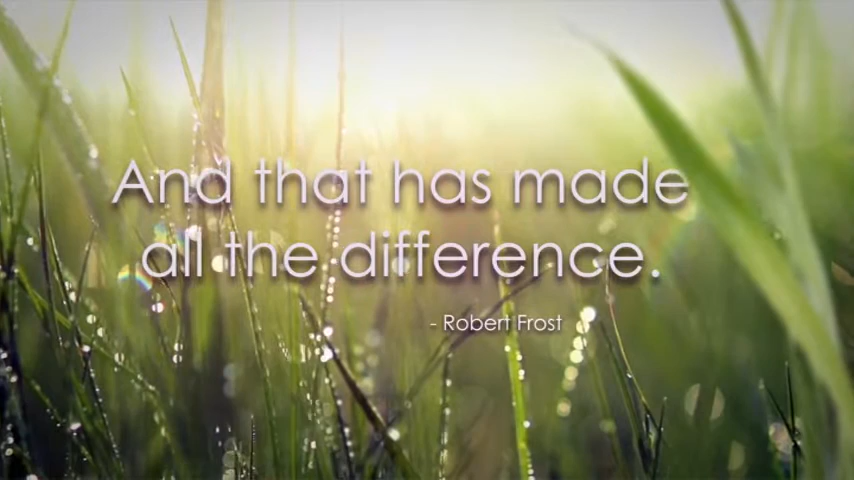 And that has made
all the difference.
- Robert Frost